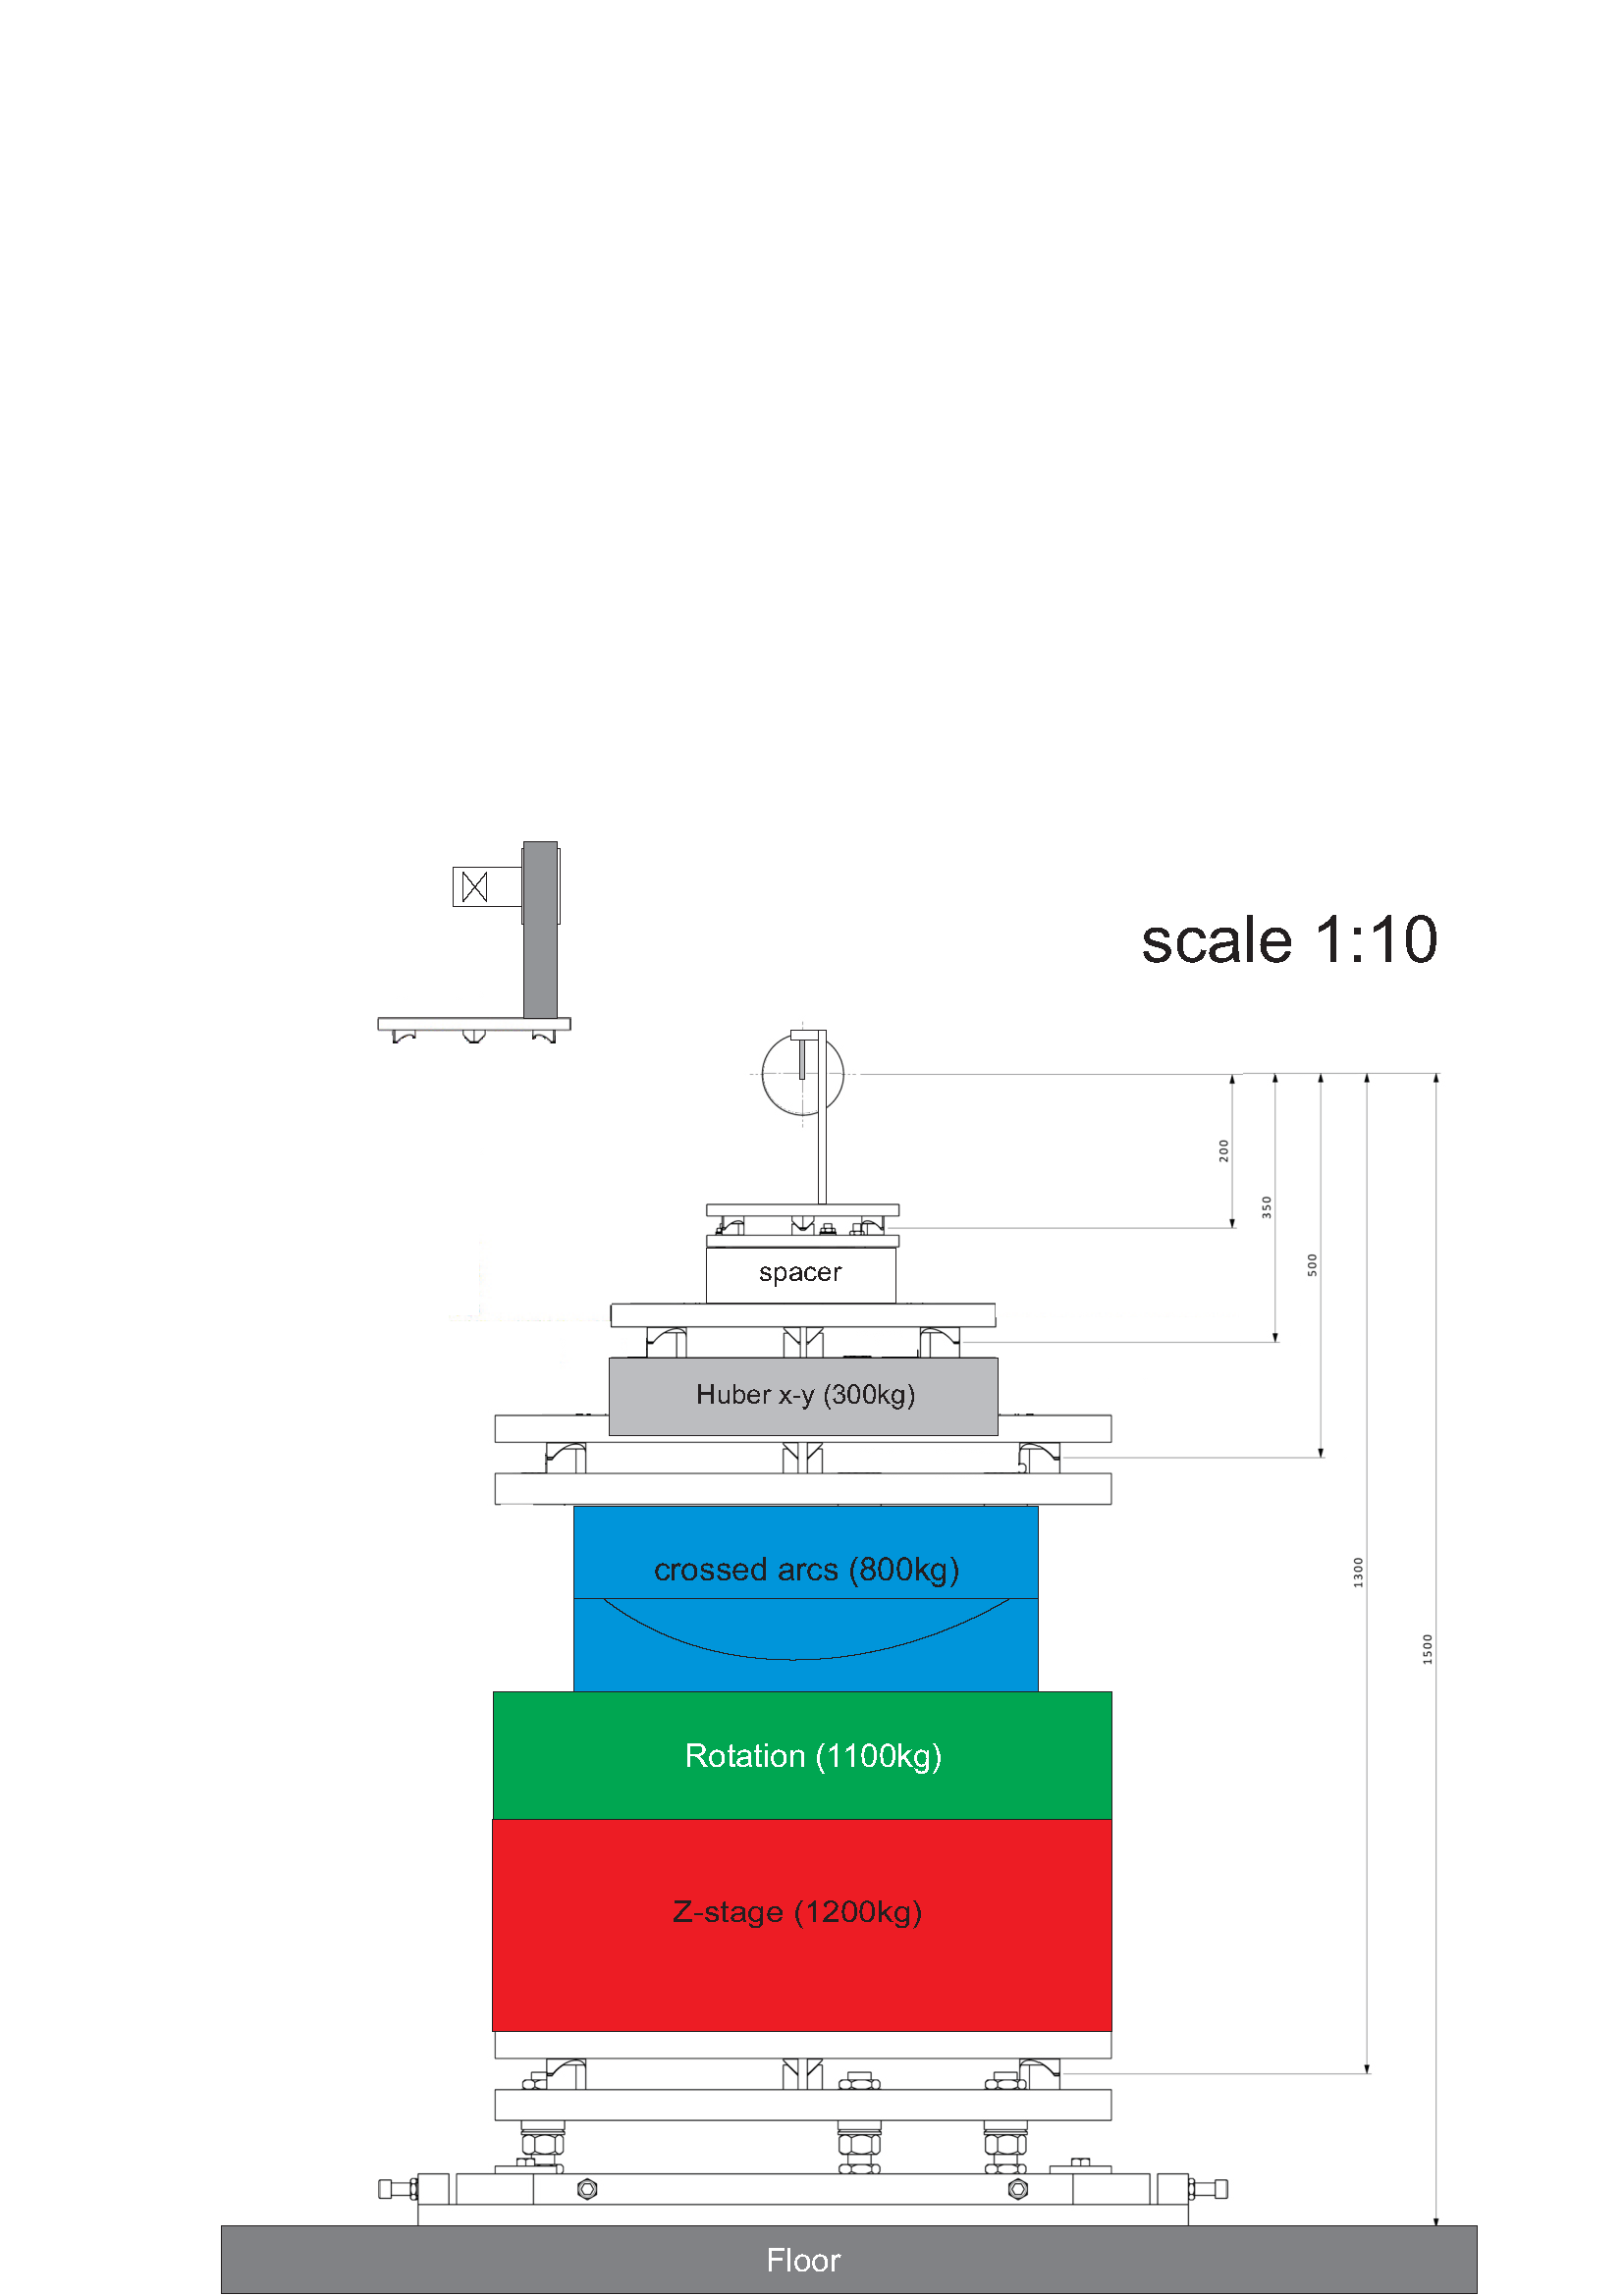 scale 1:10
200
350
spacer
500
Huber x-y (300kg)
crossed arcs (800kg)
1300
1500
Rotation (1100kg)
Z-stage (1200kg)
Floor